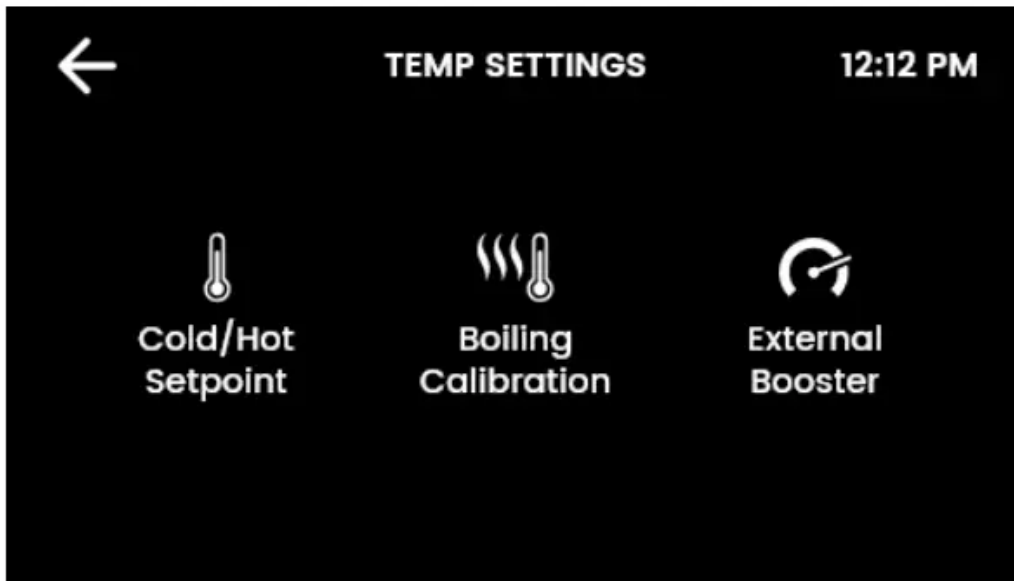 TEMP SETTINGS
12:12 PM
Cold/Hot
Setpoint
Boiling
Calibration
External
Booster